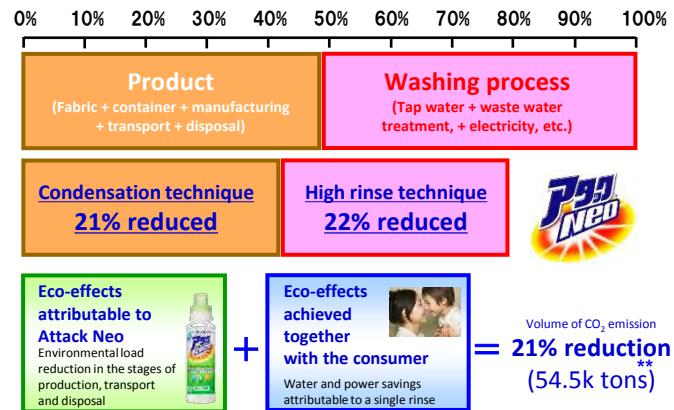 0% 10% 20% 30% 40% 50% 60% 70% 80% 90% 100%
Product
(Fabric + container + manufacturing
+ transport + disposal)
Washing process
(Tap water + waste water
treatment, + electricity, etc.)
Condensation technique
21% reduced
High rinse technique
22% reduced
アタック
Neo
Eco-effects
attributable to
Attack Neo
Environmental load
reduction in the stages of
production, transport
and disposal
+
Eco-effects
achieved
together
with the consumer
Water and power savings
attributable to a single rinse
=
Volume of CO₂ emission
21% reduction
(54.5k tons)**